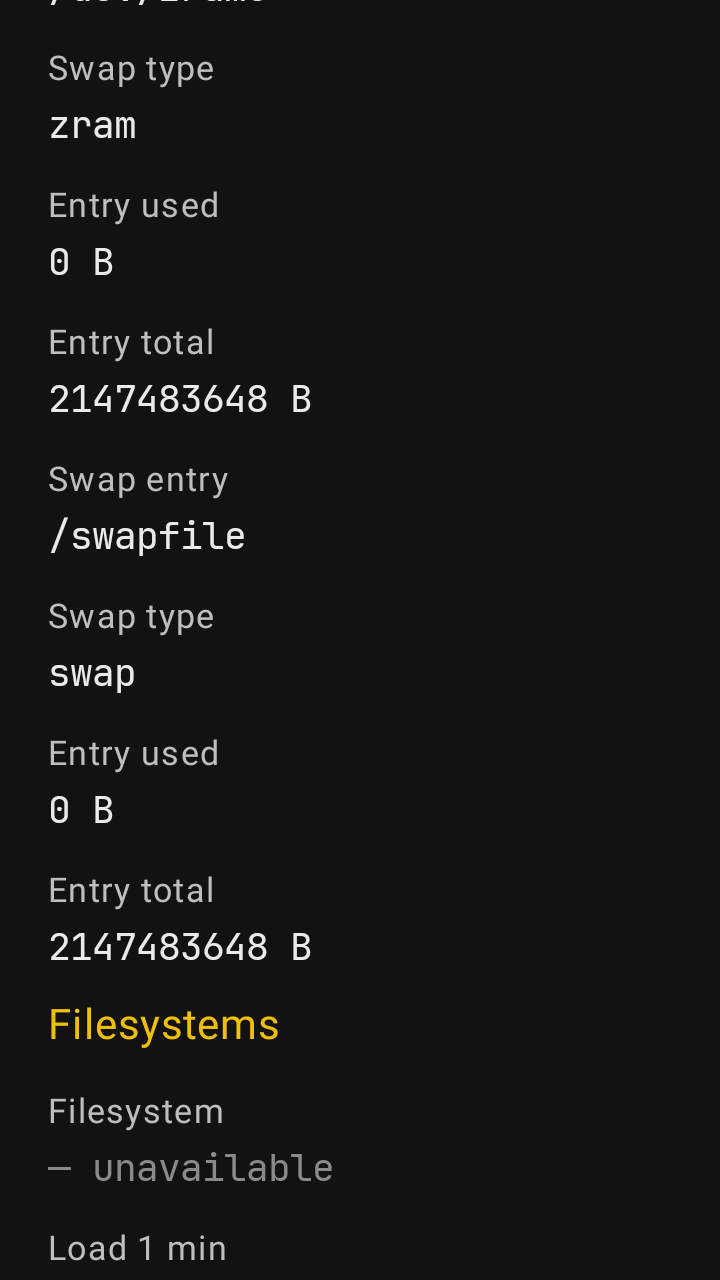 Swap type
zram
Entry used
0 B
Entry total
2147483648 B
Swap entry
/swapfile
Swap type
swap
Entry used
0 B
Entry total
2147483648 B
Filesystems
Filesystem
— unavailable
Load 1 min